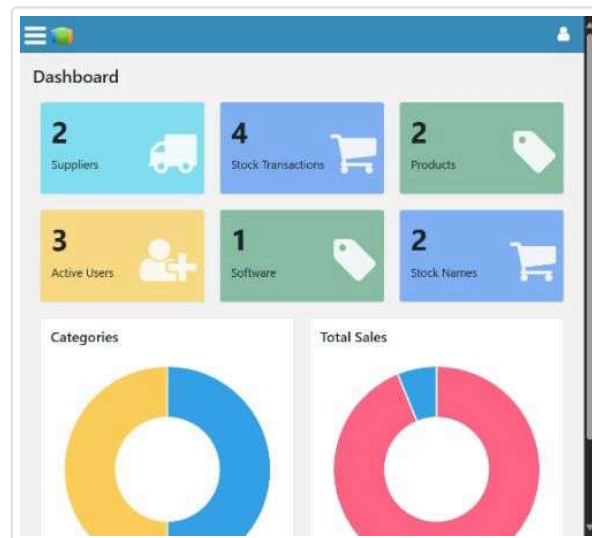 Dashboard
2
Suppliers
4
Stock Transactions
2
Products
3
Active Users
1
Software
2
Stock Names
Categories
Total Sales